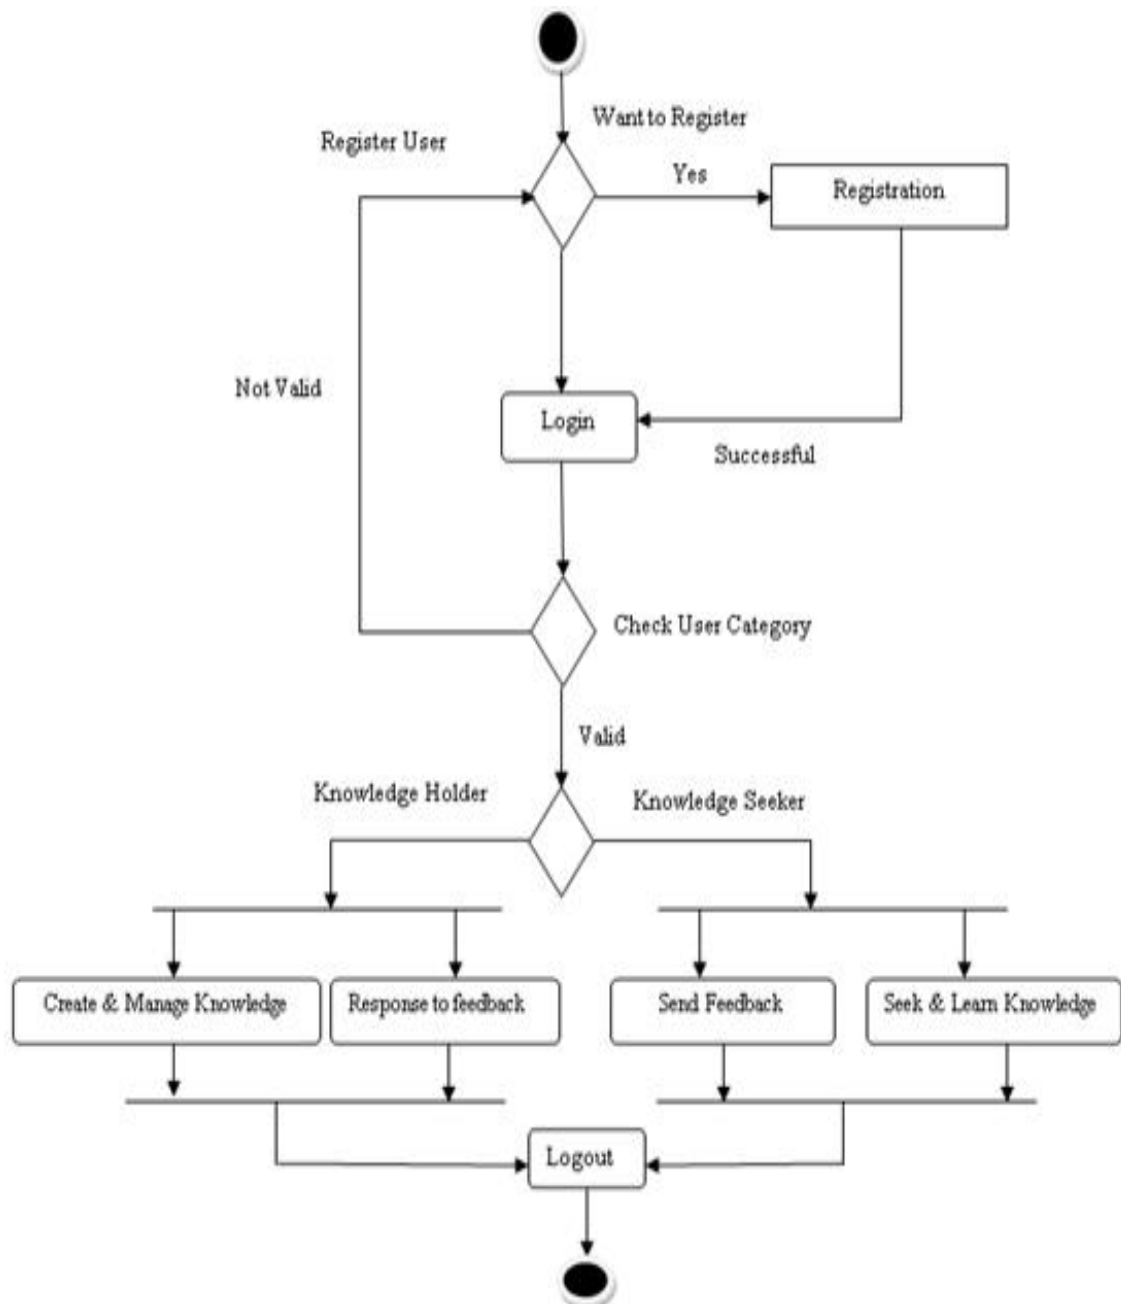 Want to Register
Register User
Yes
Registration
Not Valid
Login
Successful
Check User Category
Valid
Knowledge Holder
Knowledge Seeker
Create & Manage Knowledge
Response to feedback
Send Feedback
Seek & Learn Knowledge
Logout